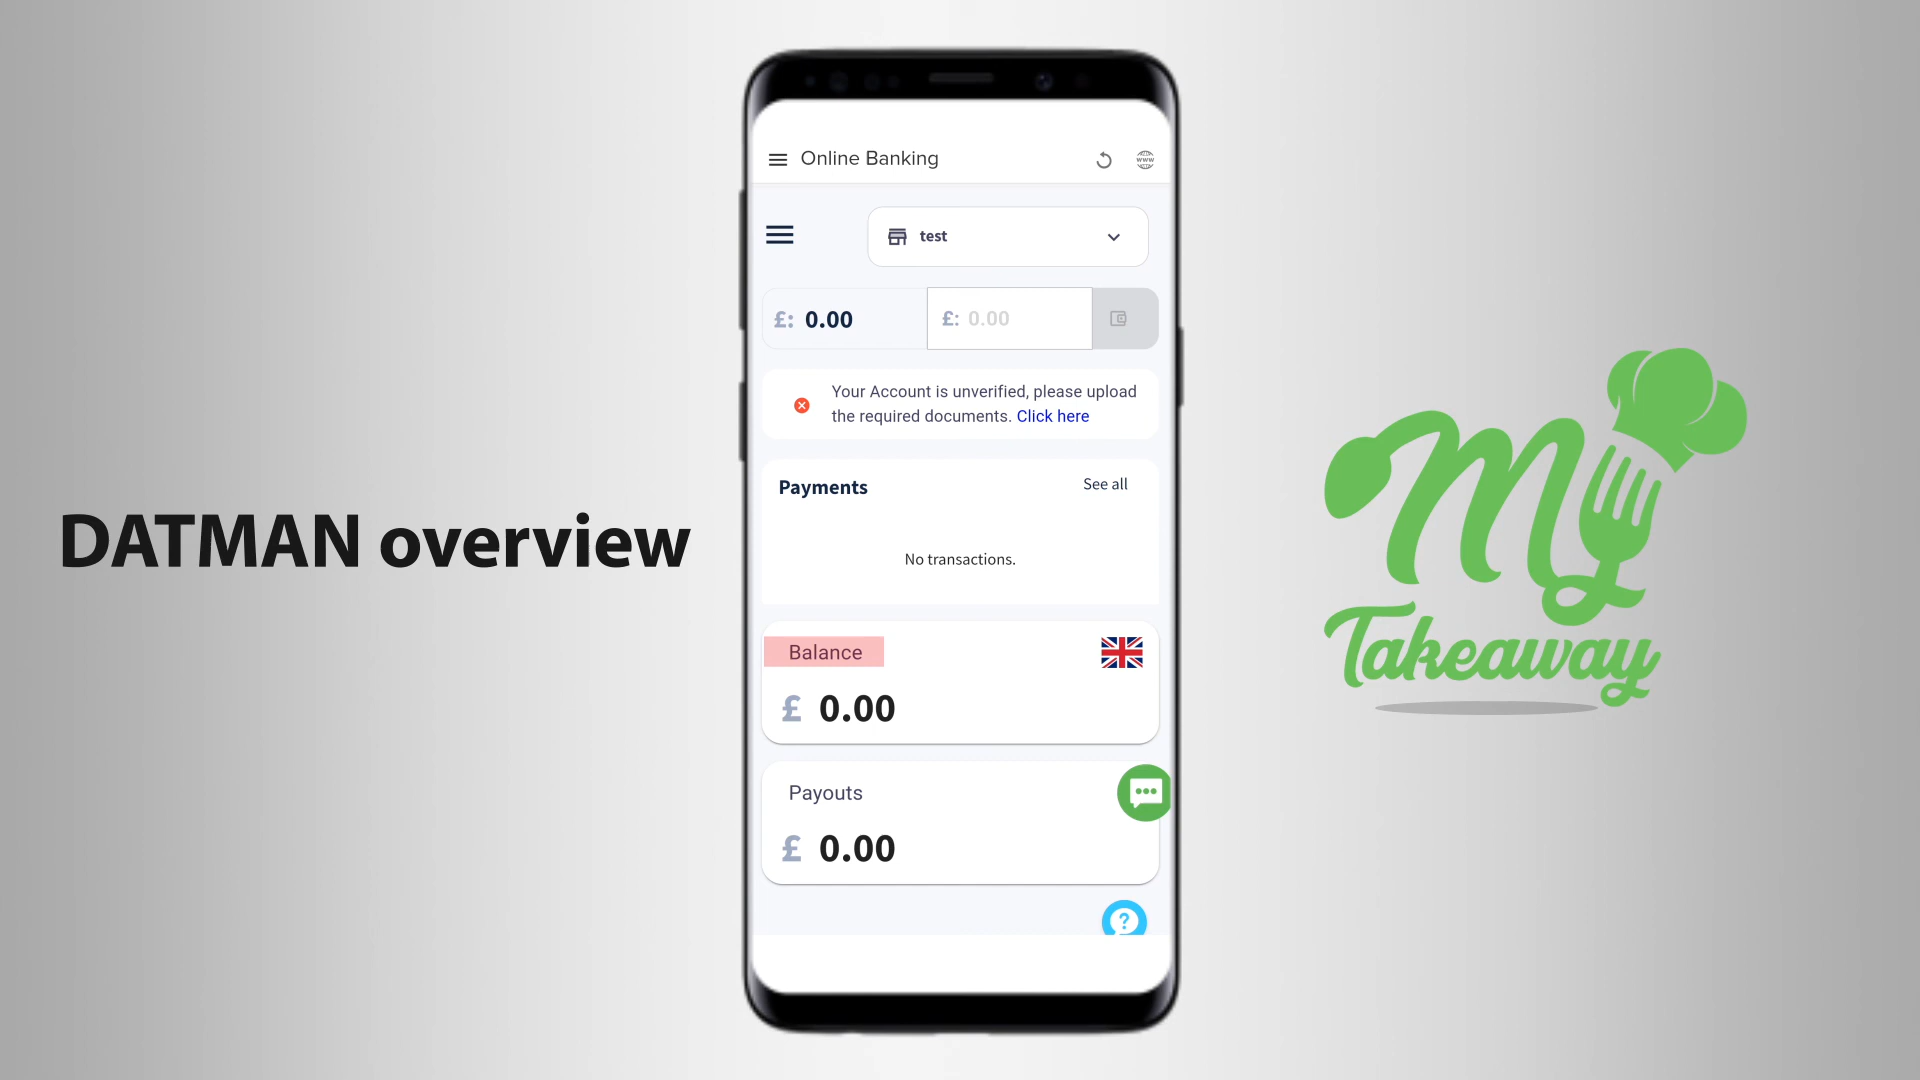 DATMAN overview
Online Banking
www
test
£: 0.00
£: 0.00
Your Account is unverified, please upload
the required documents. Click here
Payments
See all
No transactions.
Balance
£ 0.00
Payouts
£ 0.00
?
My
Takeaway